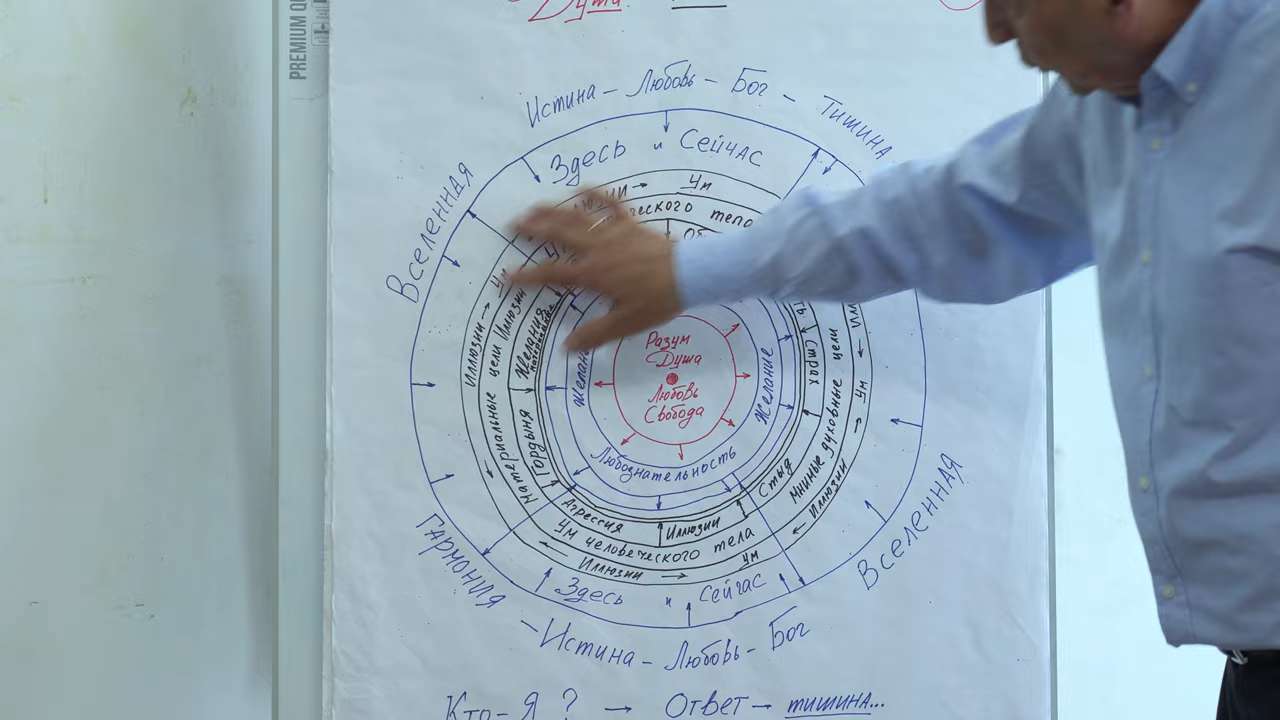 PREMIUM
Душа
Истина - Любовь - Бог - Тишина
Вселенная
Здесь и Сейчас
→ Ум
тела
Ум
Иллюзии →
Материальные цели
Иллюзии
Желания
Гордыня
Разум
Душа
Любовь
Свобода
Желание
Любознательность
Страх
Стыд
Мнимые духовные цели
← Ум →
← Иллюзии
Агрессия
Иллюзии
Ум человеческого тела
← Иллюзии → Ум
Здесь и Сейчас
Гармония
Вселенная
- Истина - Любовь - Бог
Кто - Я ? → Ответ → тишина...